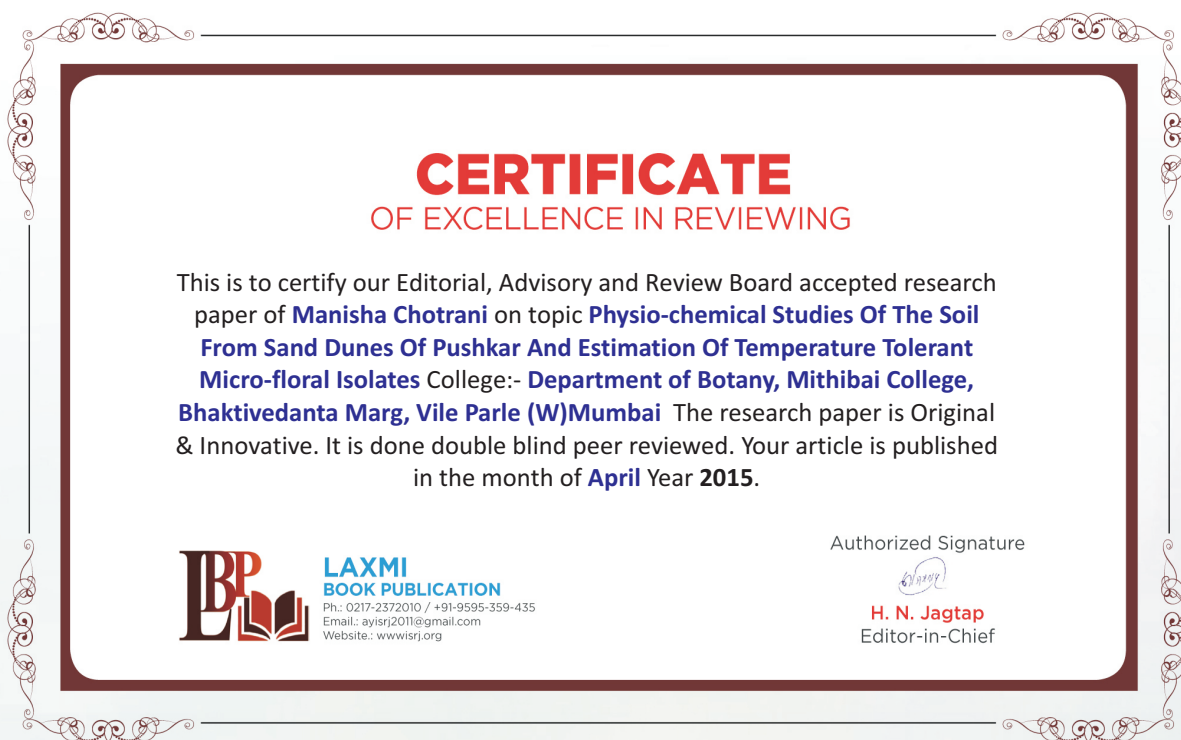 CERTIFICATE
OF EXCELLENCE IN REVIEWING
This is to certify our Editorial, Advisory and Review Board accepted research
paper of Manisha Chotrani on topic Physio-chemical Studies Of The Soil
From Sand Dunes Of Pushkar And Estimation Of Temperature Tolerant
Micro-floral Isolates College:- Department of Botany, Mithibai College,
Bhaktivedanta Marg, Vile Parle (W)Mumbai The research paper is Original
& Innovative. It is done double blind peer reviewed. Your article is published
in the month of April Year 2015.
LBP
LAXMI
BOOK PUBLICATION
Ph.: 0217-2372010 / +91-9595-359-435
Email.: ayisrj2011@gmail.com
Website.: wwwisrj.org
Authorized Signature
H. N. Jagtap
Editor-in-Chief